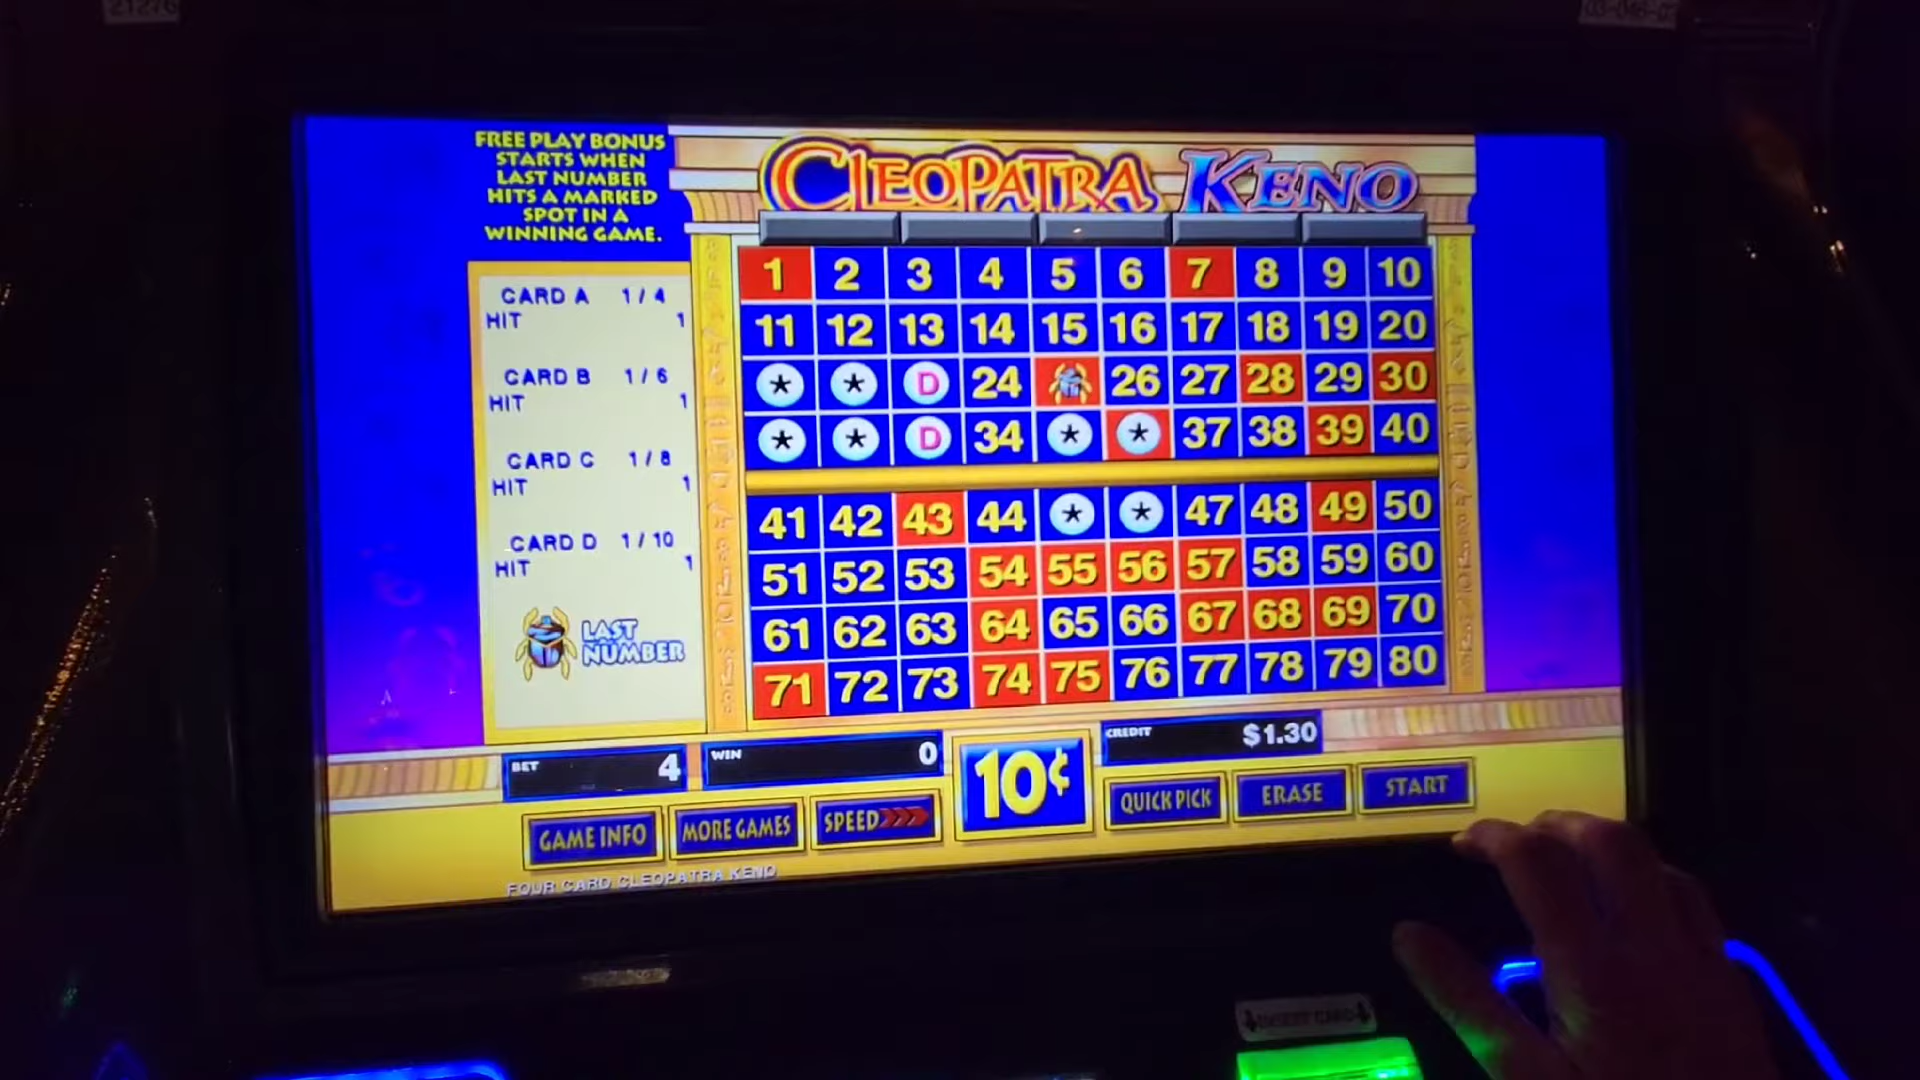 21276
FREE PLAY BONUS
STARTS WHEN
LAST NUMBER
HITS A MARKED
SPOT IN A
WINNING GAME.
CLEOPATRA KENO
CARD A 1/4
HIT 1
CARD B 1/6
HIT 1
CARD C 1/8
HIT 1
CARD D 1/10
HIT 1
LAST
NUMBER
1 2 3 4 5 6 7 8 9 10
11 12 13 14 15 16 17 18 19 20
* * D 24 26 27 28 29 30
* * D 34 * * 37 38 39 40
41 42 43 44 * * 47 48 49 50
51 52 53 54 55 56 57 58 59 60
61 62 63 64 65 66 67 68 69 70
71 72 73 74 75 76 77 78 79 80
BET 4
WIN 0
10¢
CREDIT $1.30
GAME INFO
MORE GAMES
SPEED
QUICK PICK
ERASE
START
FOUR CARD CLEOPATRA KENO